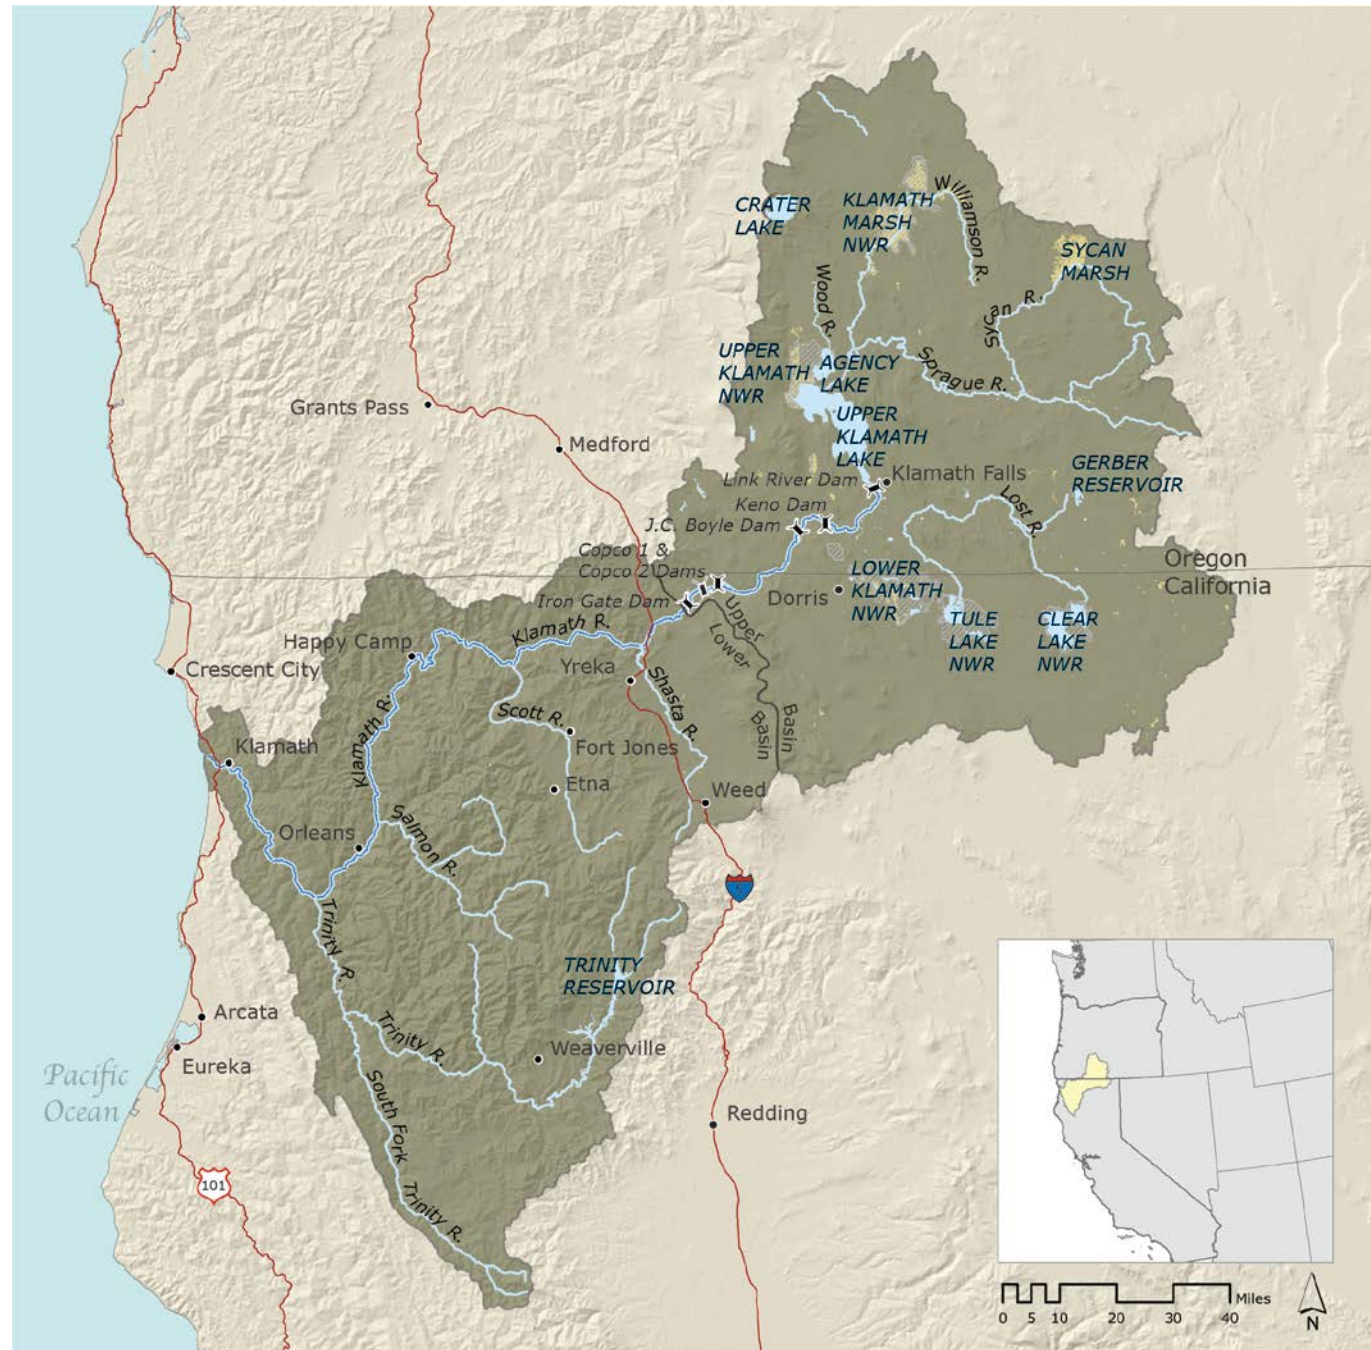 CRATER
LAKE
KLAMATH
MARSH
NWR
Williamson R.
SYCAN
MARSH
Wood R.
Sycan R.
UPPER
KLAMATH
NWR
AGENCY
LAKE
Sprague R.
Grants Pass
UPPER
KLAMATH
LAKE
Medford
GERBER
RESERVOIR
Link River Dam
Klamath Falls
Keno Dam
Lost R.
J.C. Boyle Dam
Copco 1 &
Copco 2 Dams
Oregon
California
LOWER
KLAMATH
NWR
Iron Gate Dam
Dorris
Upper
Lower
Basin
Basin
TULE
LAKE
NWR
CLEAR
LAKE
NWR
Klamath R.
Happy Camp
Crescent City
Yreka
Shasta R.
Klamath R.
Scott R.
Fort Jones
Klamath
Etna
Weed
Orleans
Salmon R.
5
Trinity R.
TRINITY
RESERVOIR
Arcata
Trinity R.
Weaverville
Eureka
Pacific
Ocean
South Fork
Trinity R.
Redding
101
0 5 10 20 30 40
Miles
N